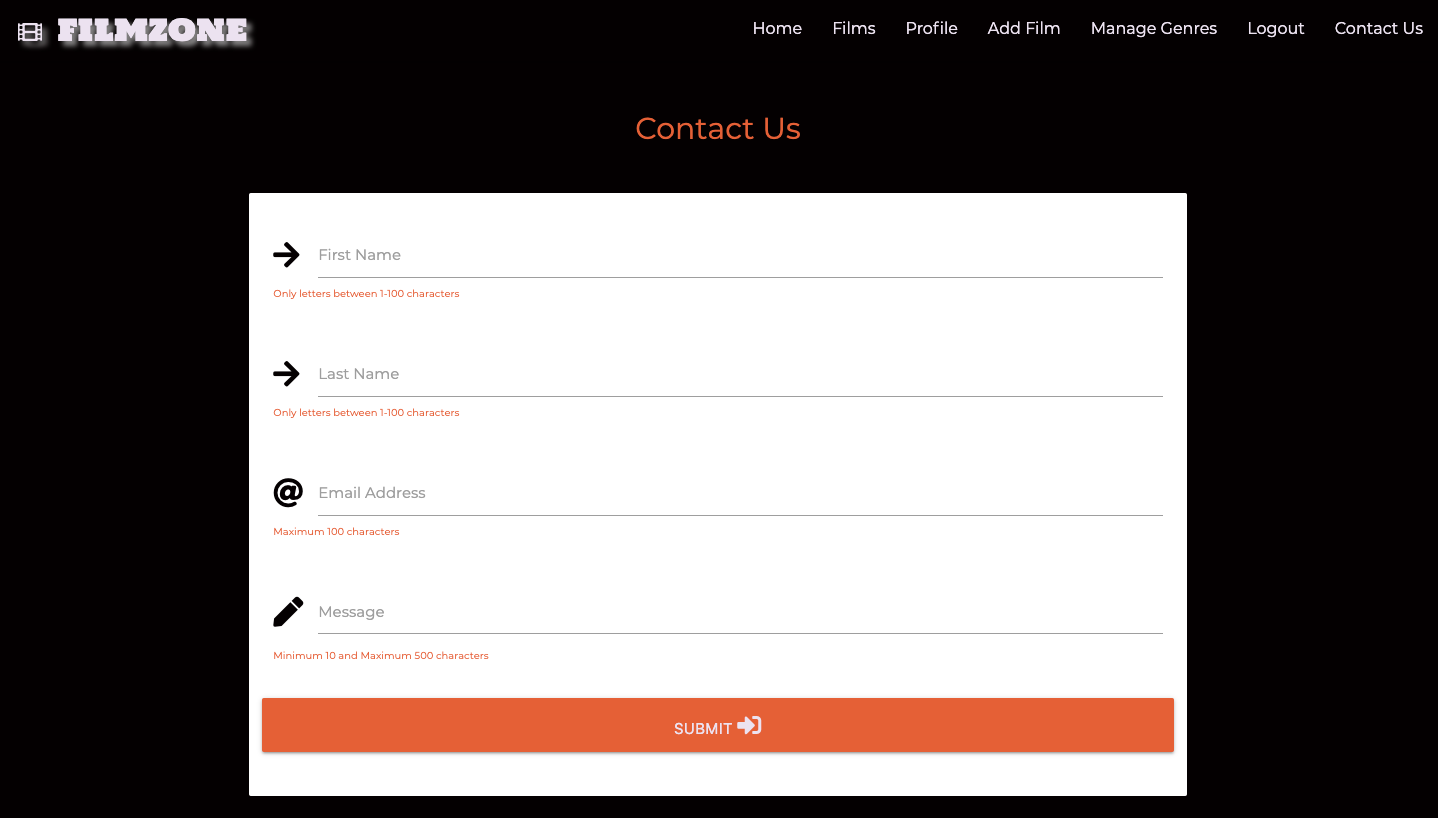 FILMZONE
Home Films Profile Add Film Manage Genres Logout Contact Us
Contact Us
First Name
Only letters between 1-100 characters
Last Name
Only letters between 1-100 characters
@ Email Address
Maximum 100 characters
Message
Minimum 10 and Maximum 500 characters
SUBMIT